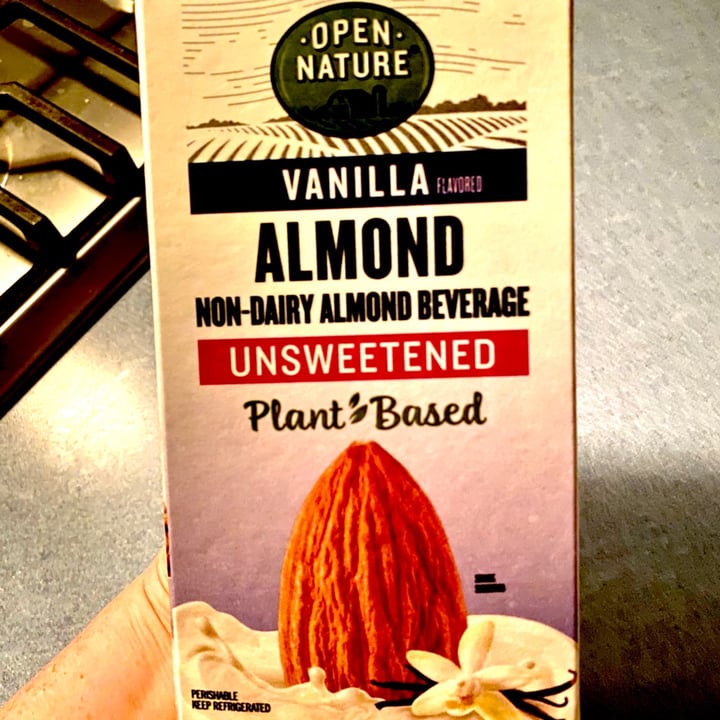 ·OPEN·
NATURE
VANILLA FLAVORED
ALMOND
NON-DAIRY ALMOND BEVERAGE
UNSWEETENED
Plant Based
PERISHABLE
KEEP REFRIGERATED